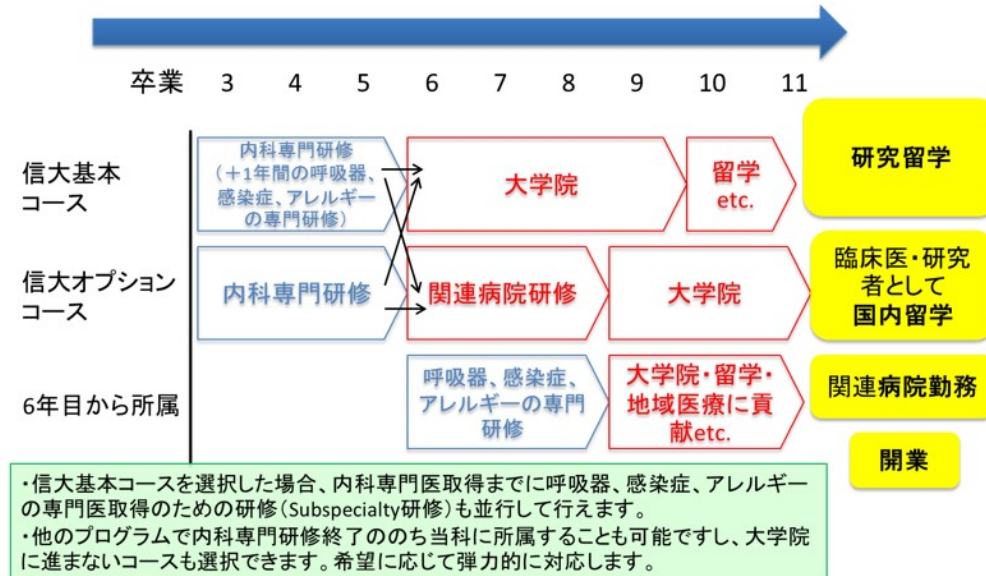 卒業 3 4 5 6 7 8 9 10 11
信大基本
コース
内科専門研修
(＋1年間の呼吸器、
感染症、アレルギー
の専門研修)
大学院
留学
etc.
研究留学
信大オプション
コース
内科専門研修
関連病院研修
大学院
臨床医・研究
者として
国内留学
6年目から所属
呼吸器、感染症、
アレルギーの専門
研修
大学院・留学・
地域医療に貢
献etc.
関連病院勤務
開業
・信大基本コースを選択した場合、内科専門医取得までに呼吸器、感染症、アレルギー
の専門医取得のための研修(Subspecialty研修)も並行して行えます。
・他のプログラムで内科専門研修終了ののち当科に所属することも可能ですし、大学院
に進まないコースも選択できます。希望に応じて弾力的に対応します。